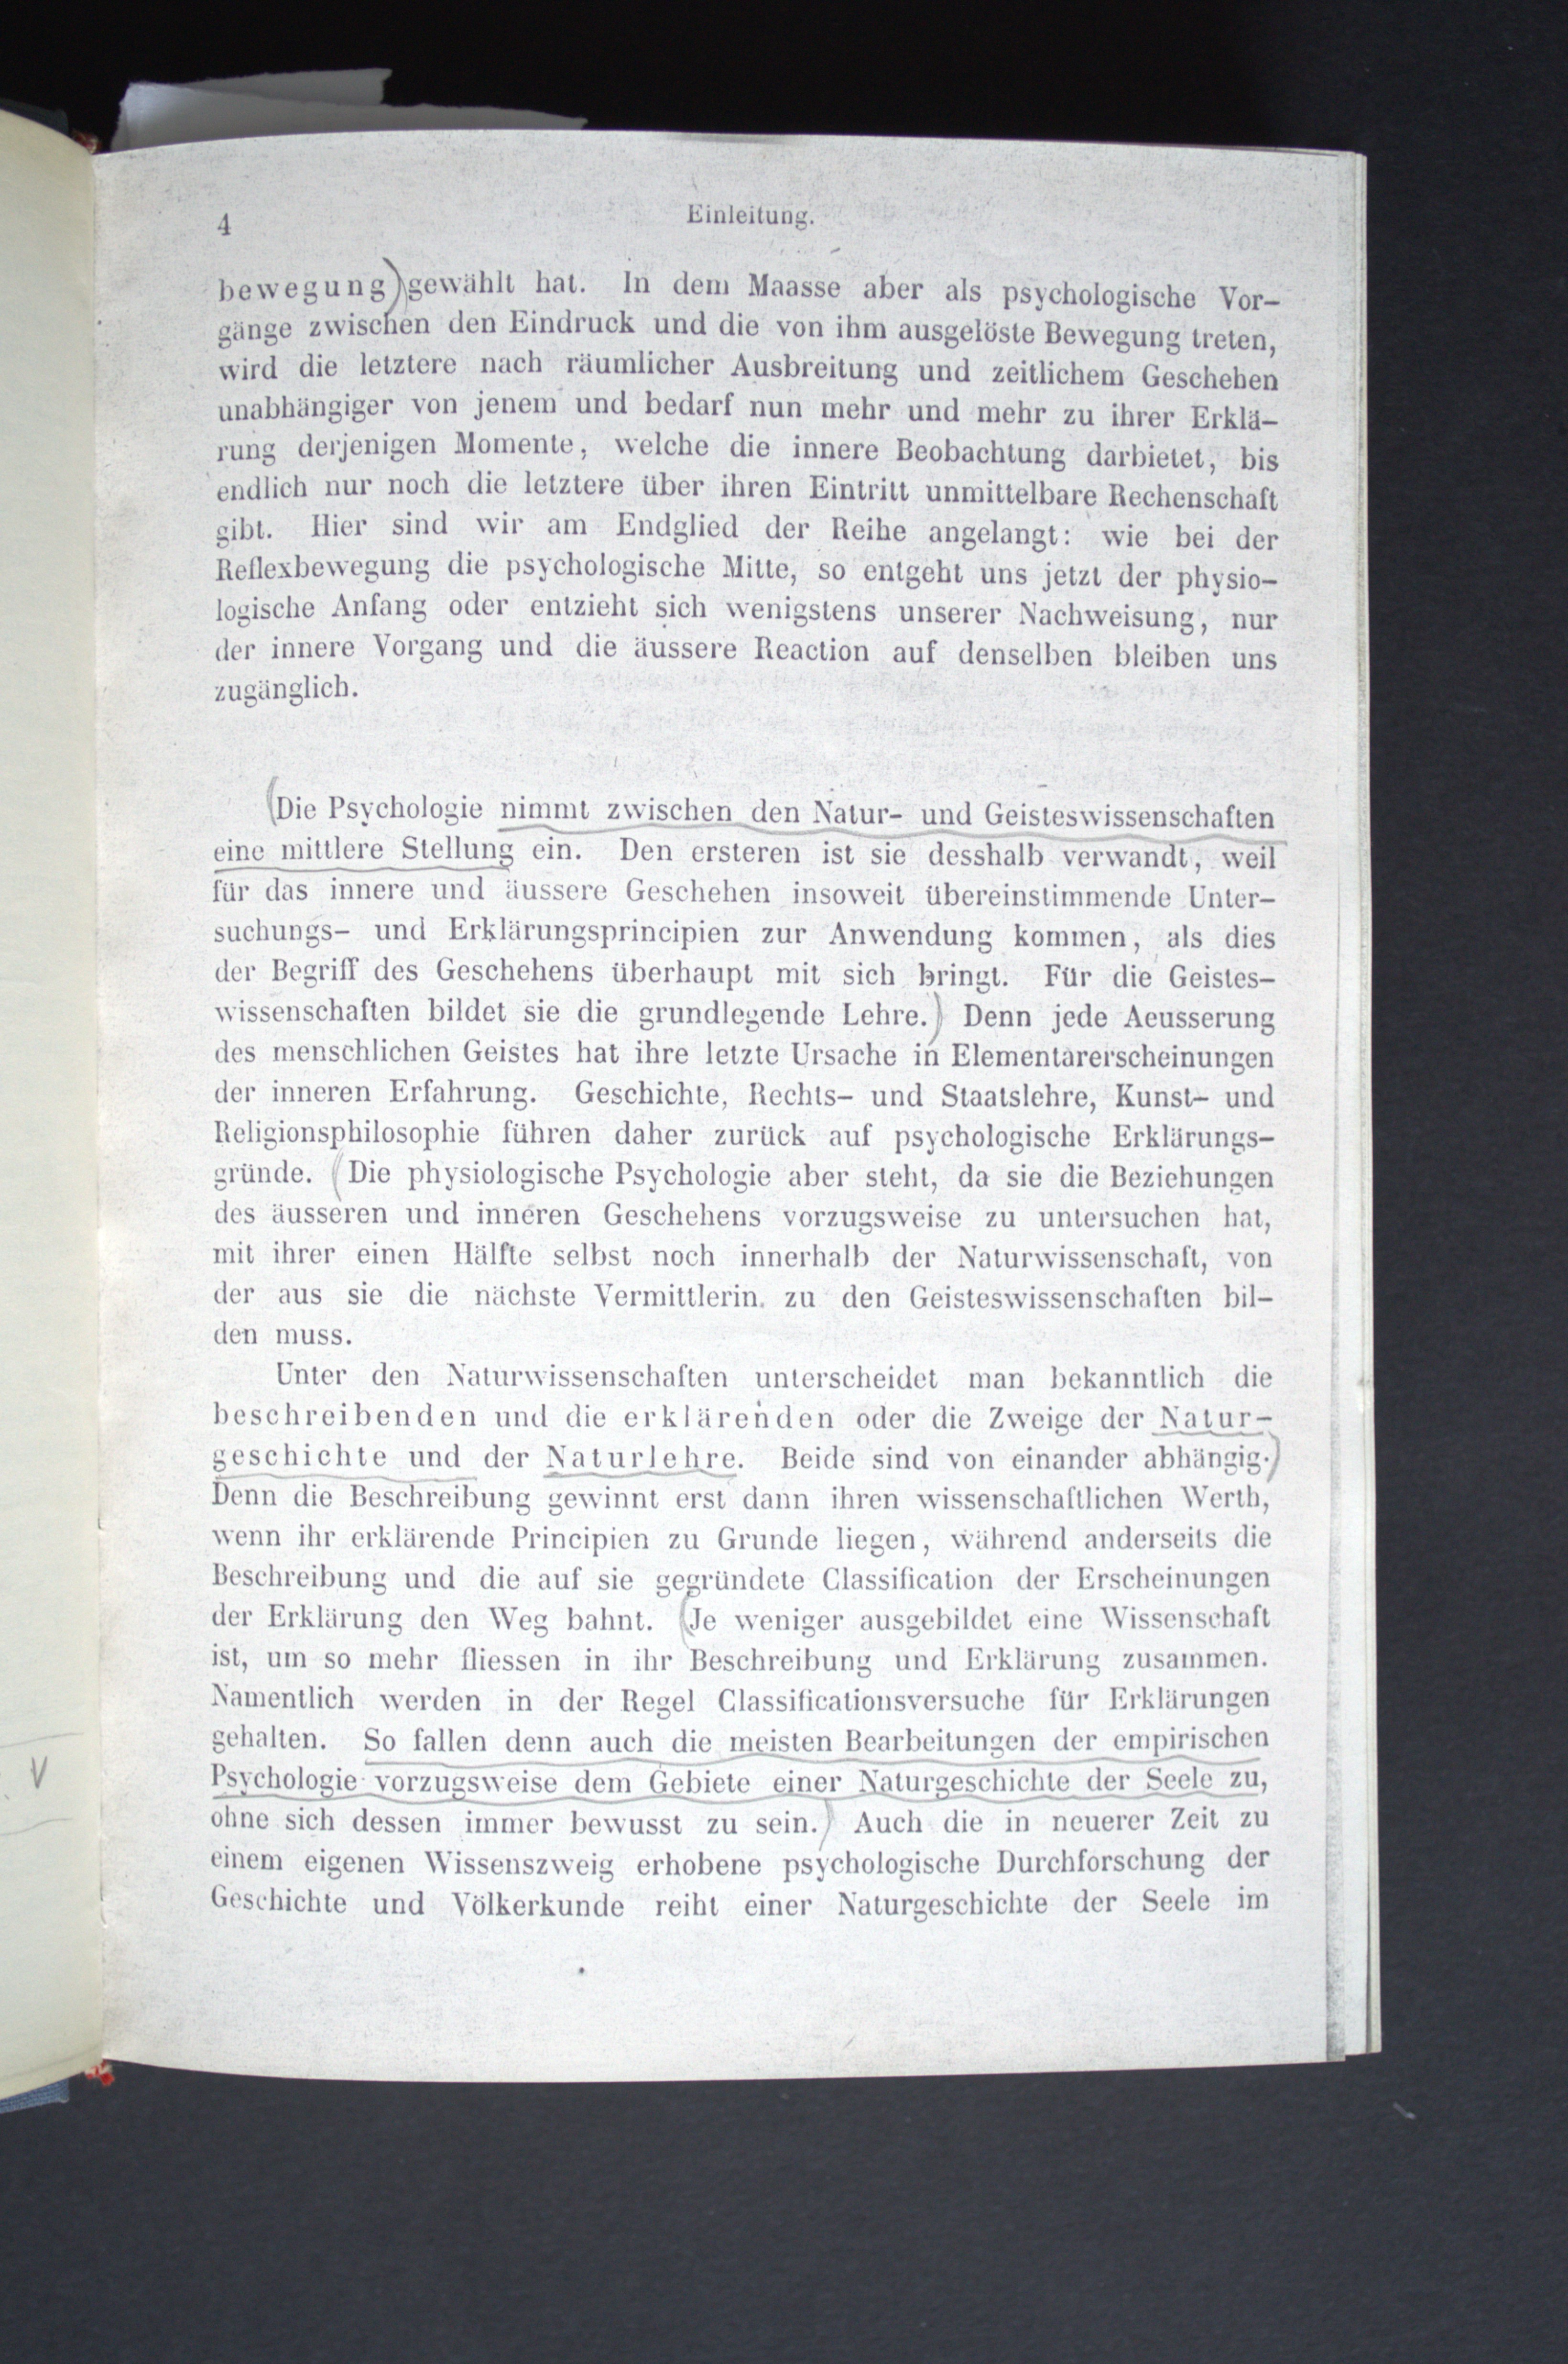 4
Einleitung.
bewegung) gewählt hat. In dem Maasse aber als psychologische Vor-
gänge zwischen den Eindruck und die von ihm ausgelöste Bewegung treten,
wird die letztere nach räumlicher Ausbreitung und zeitlichem Geschehen
unabhängiger von jenem und bedarf nun mehr und mehr zu ihrer Erklä-
rung derjenigen Momente, welche die innere Beobachtung darbietet, bis
endlich nur noch die letztere über ihren Eintritt unmittelbare Rechenschaft
gibt. Hier sind wir am Endglied der Reihe angelangt: wie bei der
Reflexbewegung die psychologische Mitte, so entgeht uns jetzt der physio-
logische Anfang oder entzieht sich wenigstens unserer Nachweisung, nur
der innere Vorgang und die äussere Reaction auf denselben bleiben uns
zugänglich.
(Die Psychologie nimmt zwischen den Natur- und Geisteswissenschaften
eine mittlere Stellung ein. Den ersteren ist sie desshalb verwandt, weil
für das innere und äussere Geschehen insoweit übereinstimmende Unter-
suchungs- und Erklärungsprincipien zur Anwendung kommen, als dies
der Begriff des Geschehens überhaupt mit sich bringt. Für die Geistes-
wissenschaften bildet sie die grundlegende Lehre.) Denn jede Aeusserung
des menschlichen Geistes hat ihre letzte Ursache in Elementarerscheinungen
der inneren Erfahrung. Geschichte, Rechts- und Staatslehre, Kunst- und
Religionsphilosophie führen daher zurück auf psychologische Erklärungs-
gründe. (Die physiologische Psychologie aber steht, da sie die Beziehungen
des äusseren und inneren Geschehens vorzugsweise zu untersuchen hat,
mit ihrer einen Hälfte selbst noch innerhalb der Naturwissenschaft, von
der aus sie die nächste Vermittlerin zu den Geisteswissenschaften bil-
den muss.
Unter den Naturwissenschaften unterscheidet man bekanntlich die
beschreibenden und die erklärenden oder die Zweige der Natur-
geschichte und der Naturlehre. Beide sind von einander abhängig.)
Denn die Beschreibung gewinnt erst dann ihren wissenschaftlichen Werth,
wenn ihr erklärende Principien zu Grunde liegen, während anderseits die
Beschreibung und die auf sie gegründete Classification der Erscheinungen
der Erklärung den Weg bahnt. (Je weniger ausgebildet eine Wissenschaft
ist, um so mehr fliessen in ihr Beschreibung und Erklärung zusammen.
Namentlich werden in der Regel Classificationsversuche für Erklärungen
gehalten. So fallen denn auch die meisten Bearbeitungen der empirischen
Psychologie vorzugsweise dem Gebiete einer Naturgeschichte der Seele zu,
ohne sich dessen immer bewusst zu sein.) Auch die in neuerer Zeit zu
einem eigenen Wissenszweig erhobene psychologische Durchforschung der
Geschichte und Völkerkunde reiht einer Naturgeschichte der Seele im
V